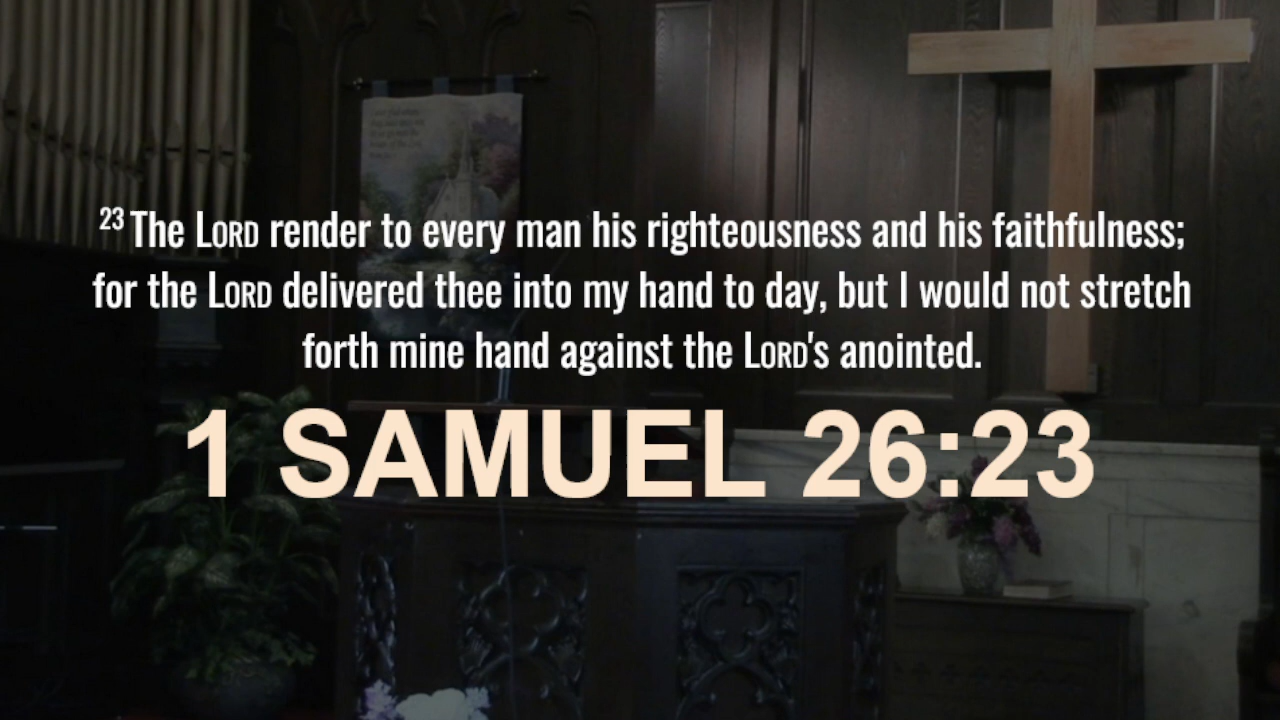 23 The LORD render to every man his righteousness and his faithfulness;
for the LORD delivered thee into my hand to day, but I would not stretch
forth mine hand against the LORD's anointed.
1 SAMUEL 26:23